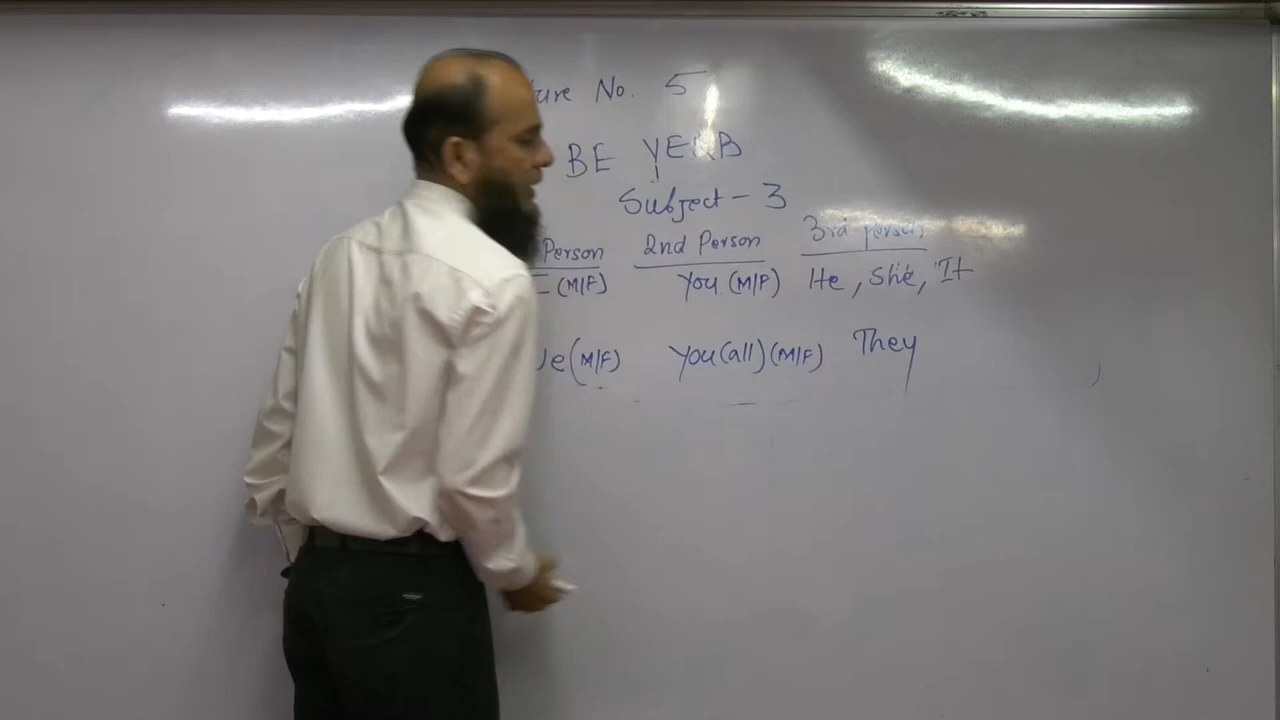 ture No. 5
BE VERB
Subject - 3
Person 2nd Person 3rd person
I (M/F) You (M/F) He, She, It
We (M/F) You (all) (M/F) They